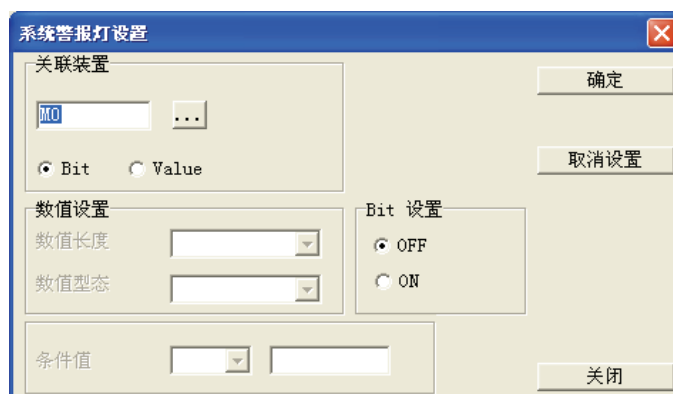 系统警报灯设置
关联装置
M0
...
Bit
Value
确定
取消设置
数值设置
数值长度
数值型态
Bit 设置
OFF
ON
条件值
关闭